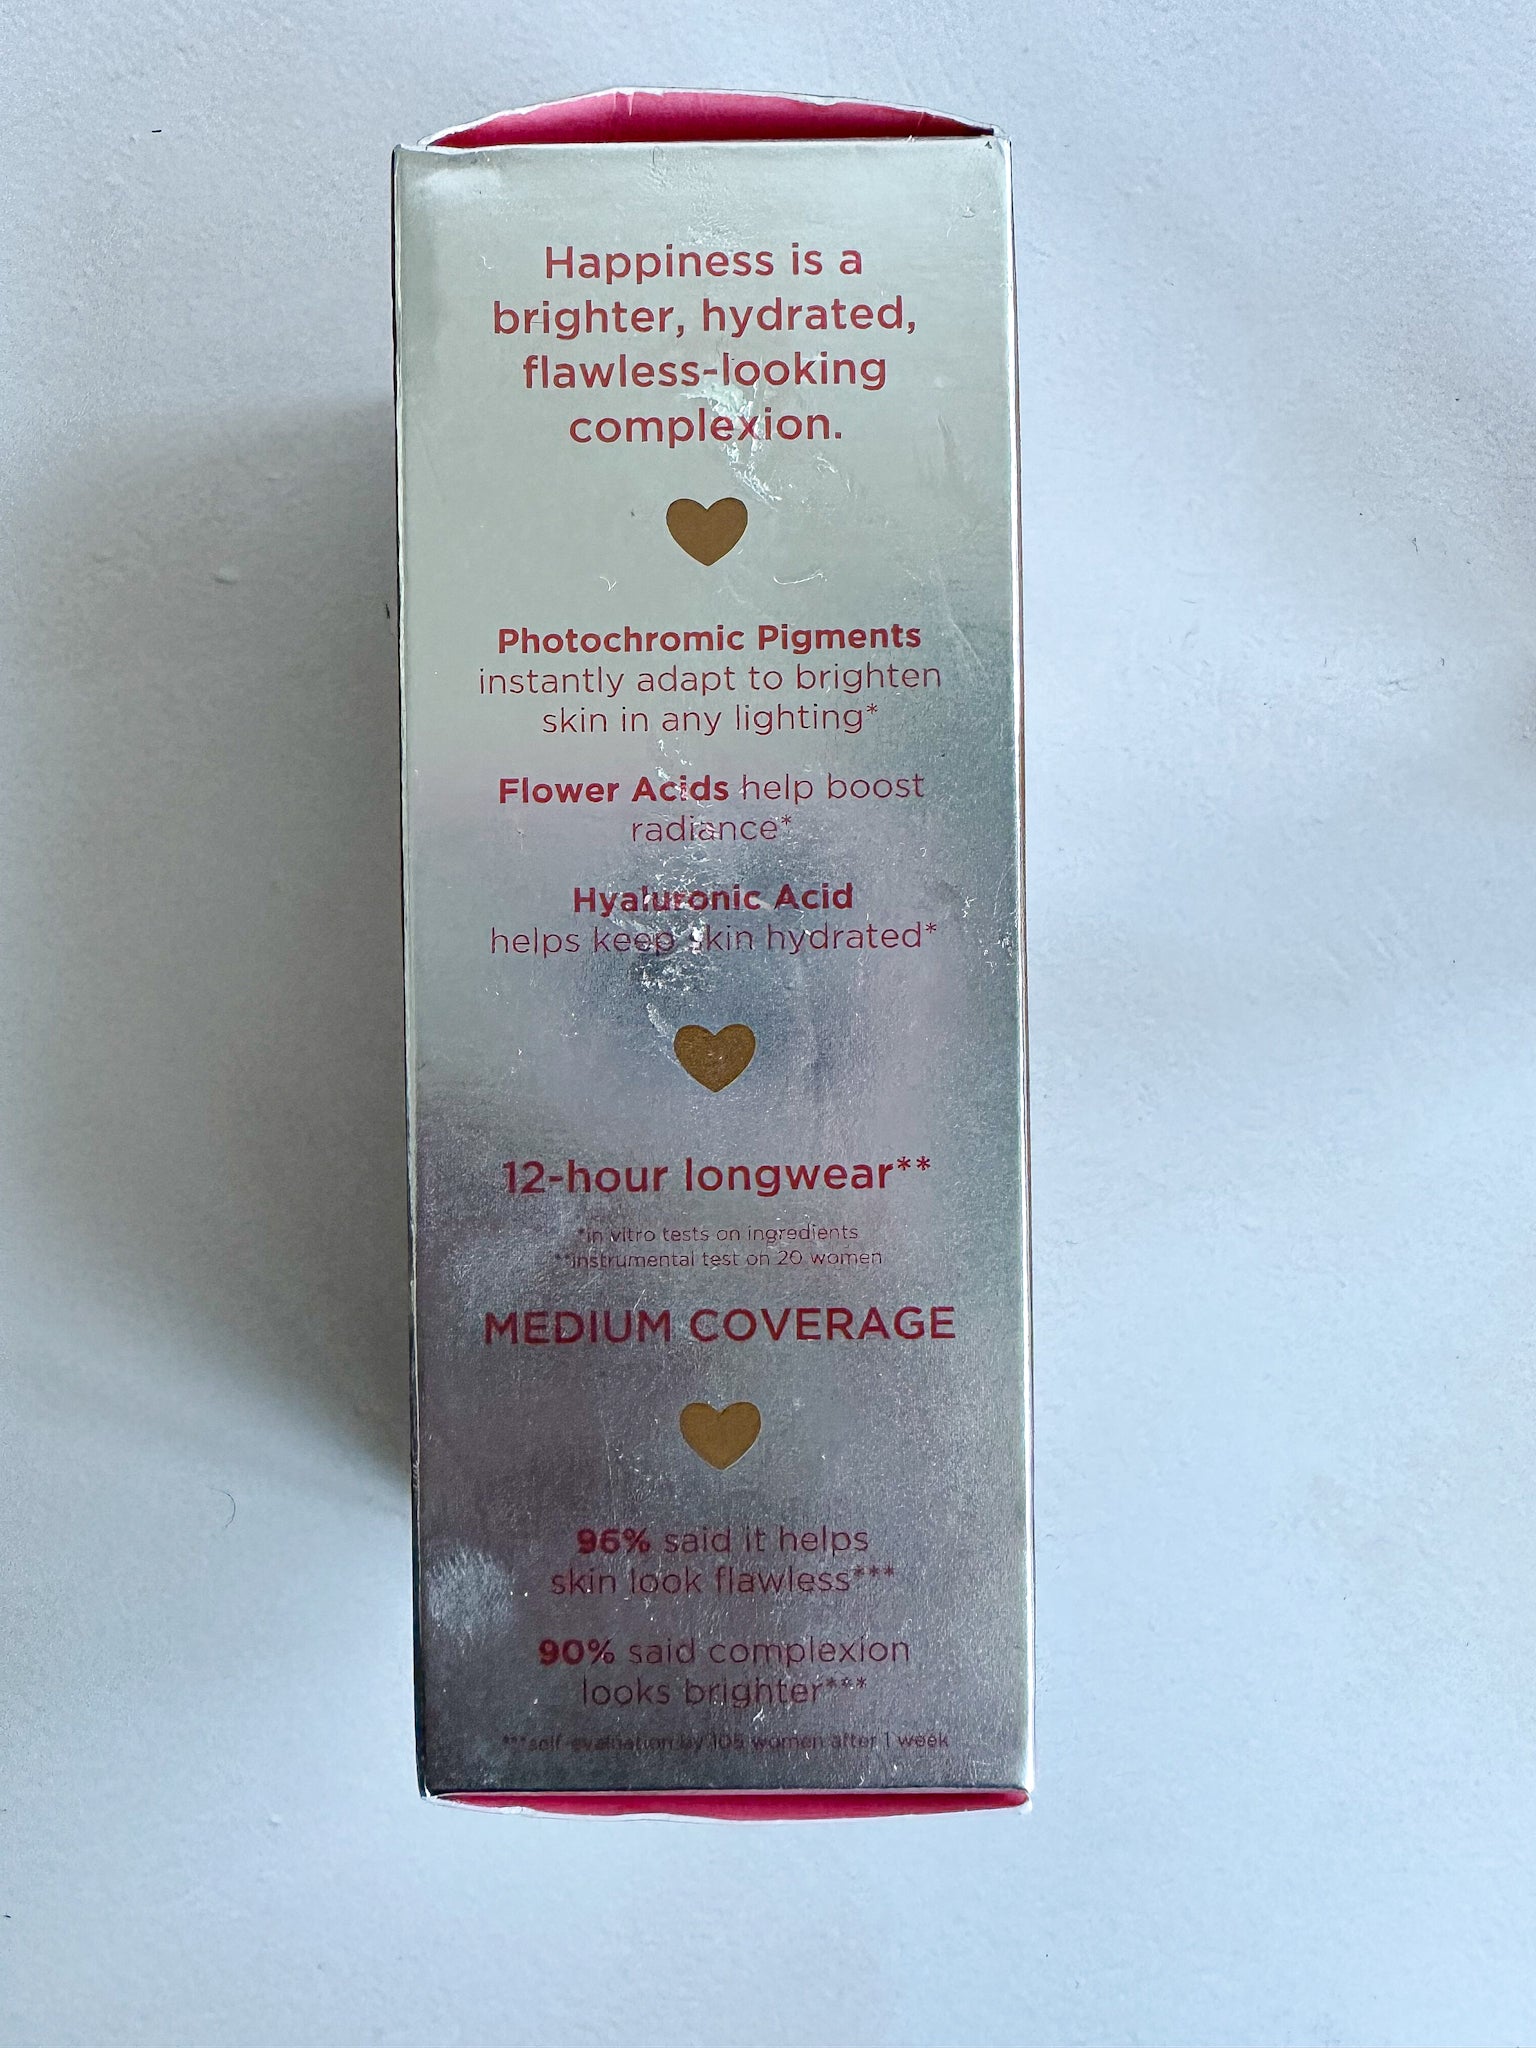 Happiness is a
brighter, hydrated,
flawless-looking
complexion.
Photochromic Pigments
instantly adapt to brighten
skin in any lighting*
Flower Acids help boost
radiance*
Hyaluronic Acid
helps keep skin hydrated*
12-hour longwear**
*in vitro tests on ingredients
**instrumental test on 20 women
MEDIUM COVERAGE
96% said it helps
skin look flawless***
90% said complexion
looks brighter***
***self-evaluation by 105 women after 1 week